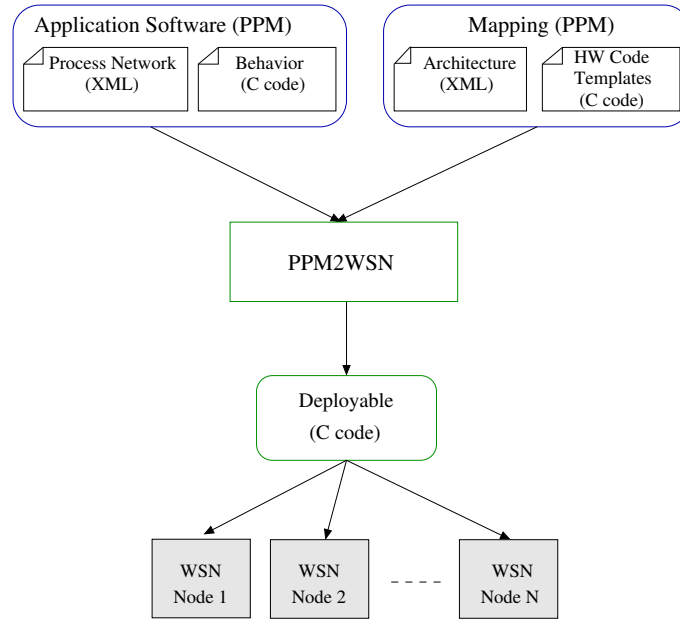 Application Software (PPM)
Process Network
(XML)
Behavior
(C code)
Mapping (PPM)
Architecture
(XML)
HW Code
Templates
(C code)
PPM2WSN
Deployable
(C code)
WSN
Node 1
WSN
Node 2
WSN
Node N